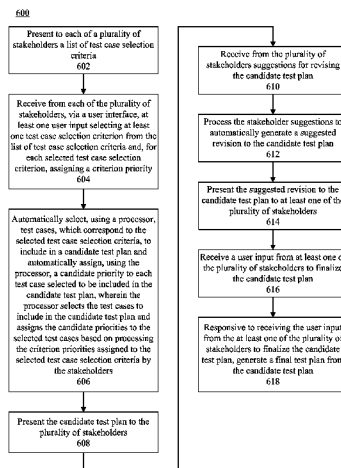 600
Present to each of a plurality of
stakeholders a list of test case selection
criteria
602
Receive from each of the plurality of
stakeholders, via a user interface, at
least one user input selecting at least
one test case selection criterion from the
list of test case selection criteria and, for
each selected test case selection
criterion, assigning a criterion priority
604
Automatically select, using a processor,
test cases, which correspond to the
selected test case selection criteria, to
include in a candidate test plan and
automatically assign, using the
processor, a candidate priority to each
test case selected to be included in the
candidate test plan, wherein the
processor selects the test cases to
include in the candidate test plan and
assigns the candidate priorities to the
selected test cases based on processing
the criterion priorities assigned to the
selected test case selection criteria by
the stakeholders
606
Present the candidate test plan to the
plurality of stakeholders
608
Receive from the plurality of
stakeholders suggestions for revising
the candidate test plan
610
Process the stakeholder suggestions to
automatically generate a suggested
revision to the candidate test plan
612
Present the suggested revision to the
candidate test plan to at least one of the
plurality of stakeholders
614
Receive a user input from at least one o
the plurality of stakeholders to finalize
the candidate test plan
616
Responsive to receiving the user input
from the at least one of the plurality of
stakeholders to finalize the candidate
test plan, generate a final test plan from
the candidate test plan
618